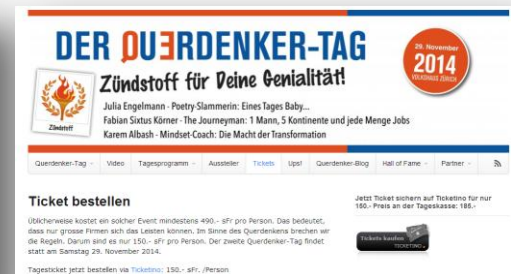 DER QUERDENKER-TAG
29. November
2014
VOLKSHAUS ZÜRICH
Zündstoff für Deine Genialität!
Zündstoff
Julia Engelmann - Poetry-Slammerin: Eines Tages Baby...
Fabian Sixtus Körner - The Journeyman: 1 Mann, 5 Kontinente und jede Menge Jobs
Karem Albash - Mindset-Coach: Die Macht der Transformation
Querdenker-Tag
Video
Tagesprogramm
Aussteller
Tickets
Ups!
Querdenker-Blog
Hall of Fame
Partner
Ticket bestellen
Üblicherweise kostet ein solcher Event mindestens 490.- sFr pro Person. Das bedeutet,
dass nur grosse Firmen sich das Leisten können. Im Sinne des Querdenkens brechen wir
die Regeln. Darum sind es nur 150.- sFr pro Person. Der zweite Querdenker-Tag findet
statt am Samstag 29. November 2014.
Tagesticket jetzt bestellen via Ticketino: 150.- sFr. /Person
Jetzt Ticket sichern auf Ticketino für nur
150.- Preis an der Tageskasse: 186.-
Tickets kaufen
TICKETINO